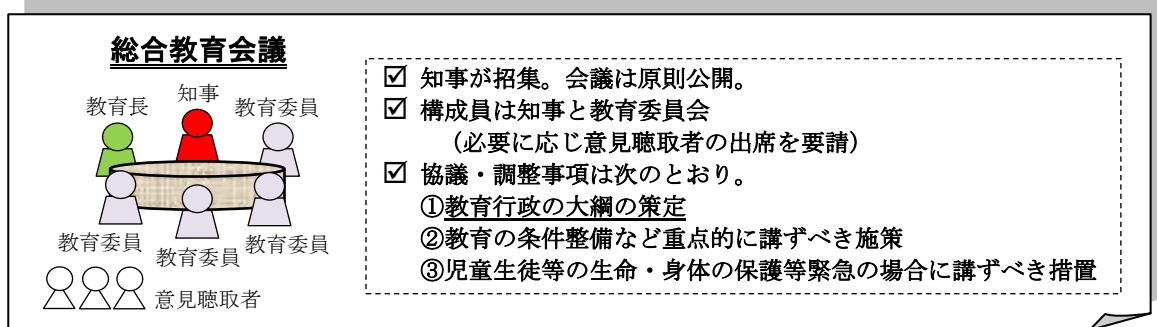 総合教育会議
教育長
知事
教育委員
教育委員
教育委員
教育委員
意見聴取者
☑ 知事が招集。会議は原則公開。
☑ 構成員は知事と教育委員会
（必要に応じ意見聴取者の出席を要請）
☑ 協議・調整事項は次のとおり。
①教育行政の大綱の策定
②教育の条件整備など重点的に講ずべき施策
③児童生徒等の生命・身体の保護等緊急の場合に講ずべき措置